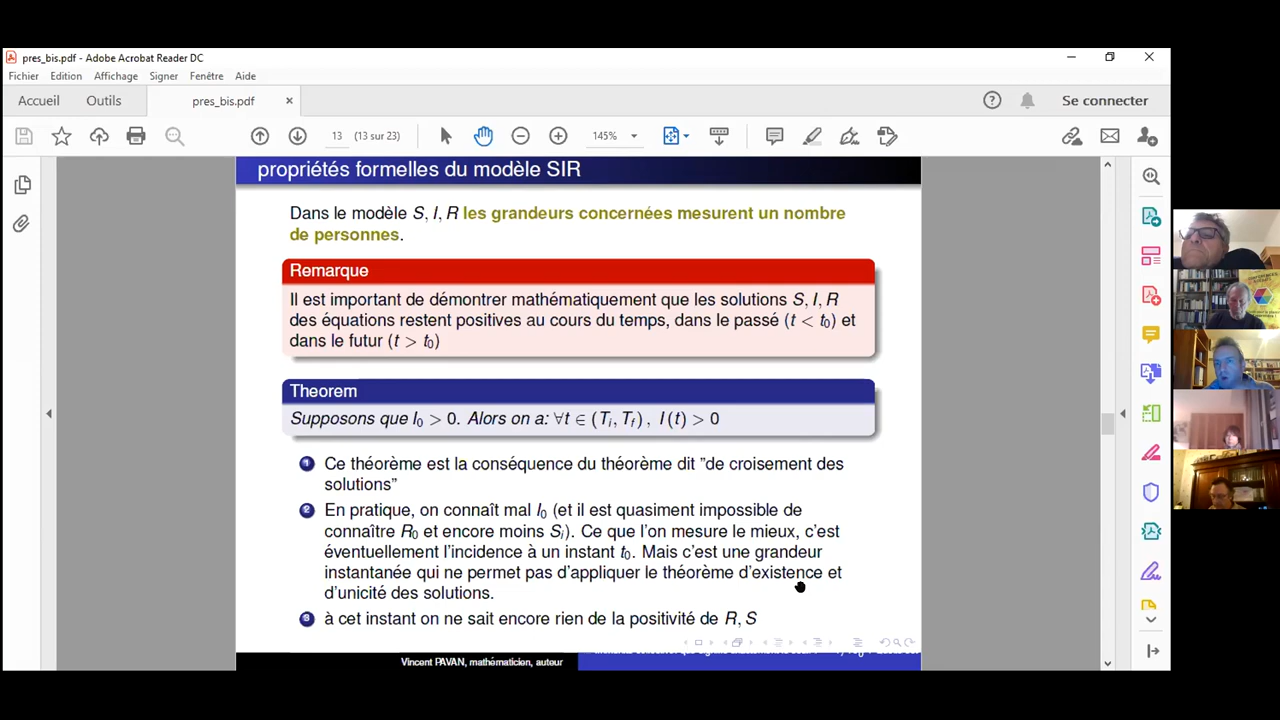 pres_bis.pdf - Adobe Acrobat Reader DC
Fichier Edition Affichage Signer Fenêtre Aide
Accueil Outils pres_bis.pdf × Se connecter
13 (13 sur 23) 145%
propriétés formelles du modèle SIR
Dans le modèle S, I, R les grandeurs concernées mesurent un nombre
de personnes.
Remarque
Il est important de démontrer mathématiquement que les solutions S, I, R
des équations restent positives au cours du temps, dans le passé (t < t₀) et
dans le futur (t > t₀)
Theorem
Supposons que I₀ > 0. Alors on a: ∀t ∈ (Tᵢ, T_f) , I (t) > 0
1 Ce théorème est la conséquence du théorème dit ”de croisement des
solutions”
2 En pratique, on connaît mal I₀ (et il est quasiment impossible de
connaître R₀ et encore moins Sᵢ). Ce que l’on mesure le mieux, c’est
éventuellement l’incidence à un instant t₀. Mais c’est une grandeur
instantanée qui ne permet pas d’appliquer le théorème d’existence et
d’unicité des solutions.
3 à cet instant on ne sait encore rien de la positivité de R, S
Vincent PAVAN, mathématicien, auteur